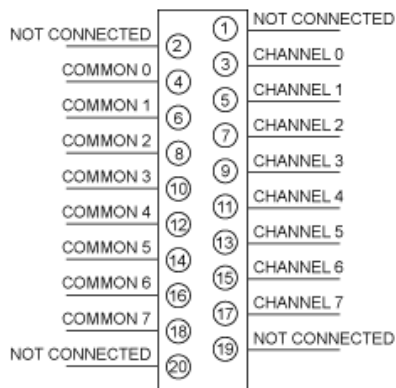 NOT CONNECTED
1
NOT CONNECTED
2
CHANNEL 0
3
COMMON 0
4
CHANNEL 1
5
COMMON 1
6
CHANNEL 2
7
COMMON 2
8
CHANNEL 3
9
COMMON 3
10
CHANNEL 4
11
COMMON 4
12
CHANNEL 5
13
COMMON 5
14
CHANNEL 6
15
COMMON 6
16
CHANNEL 7
17
COMMON 7
18
NOT CONNECTED
19
NOT CONNECTED
20